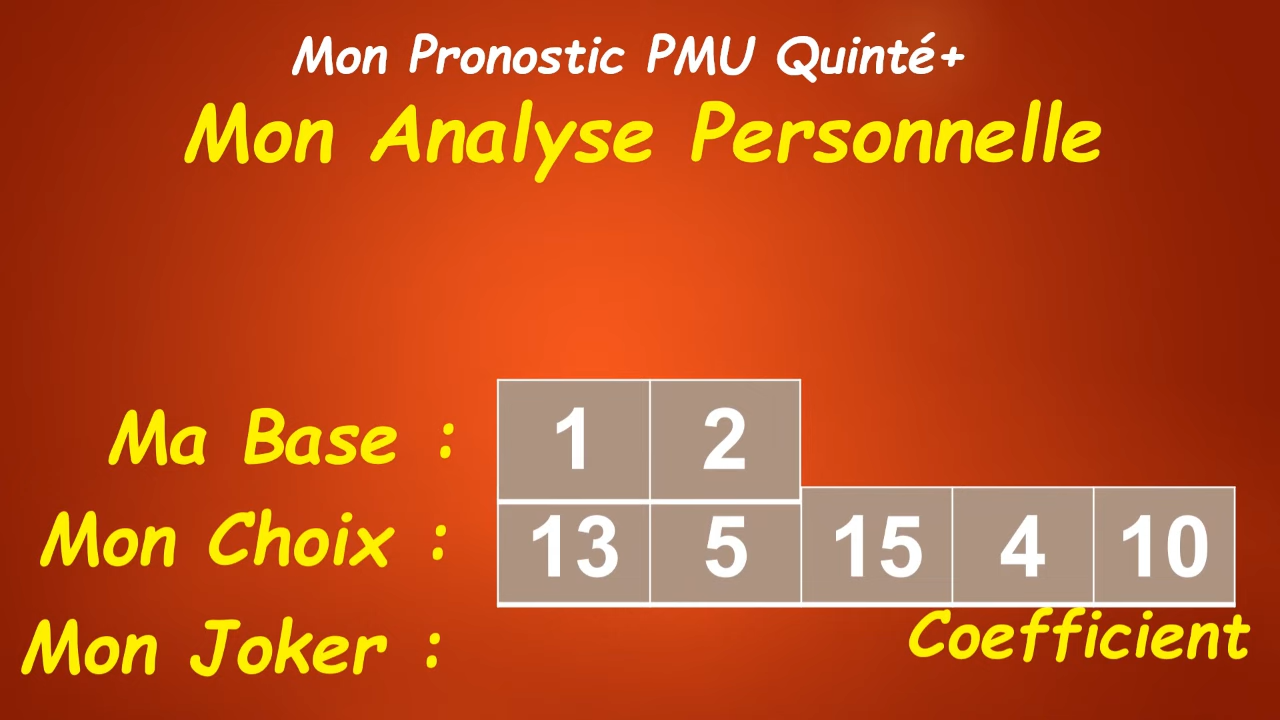 Mon Pronostic PMU Quinté+
Mon Analyse Personnelle
Ma Base : 1 2
Mon Choix : 13 5 15 4 10
Mon Joker :
Coefficient